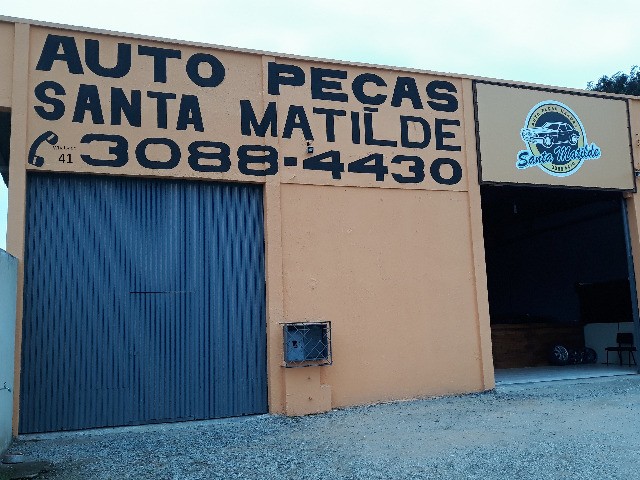 AUTO PEÇAS
SANTA MATILDE
41 3088-4430
Santa Matilde